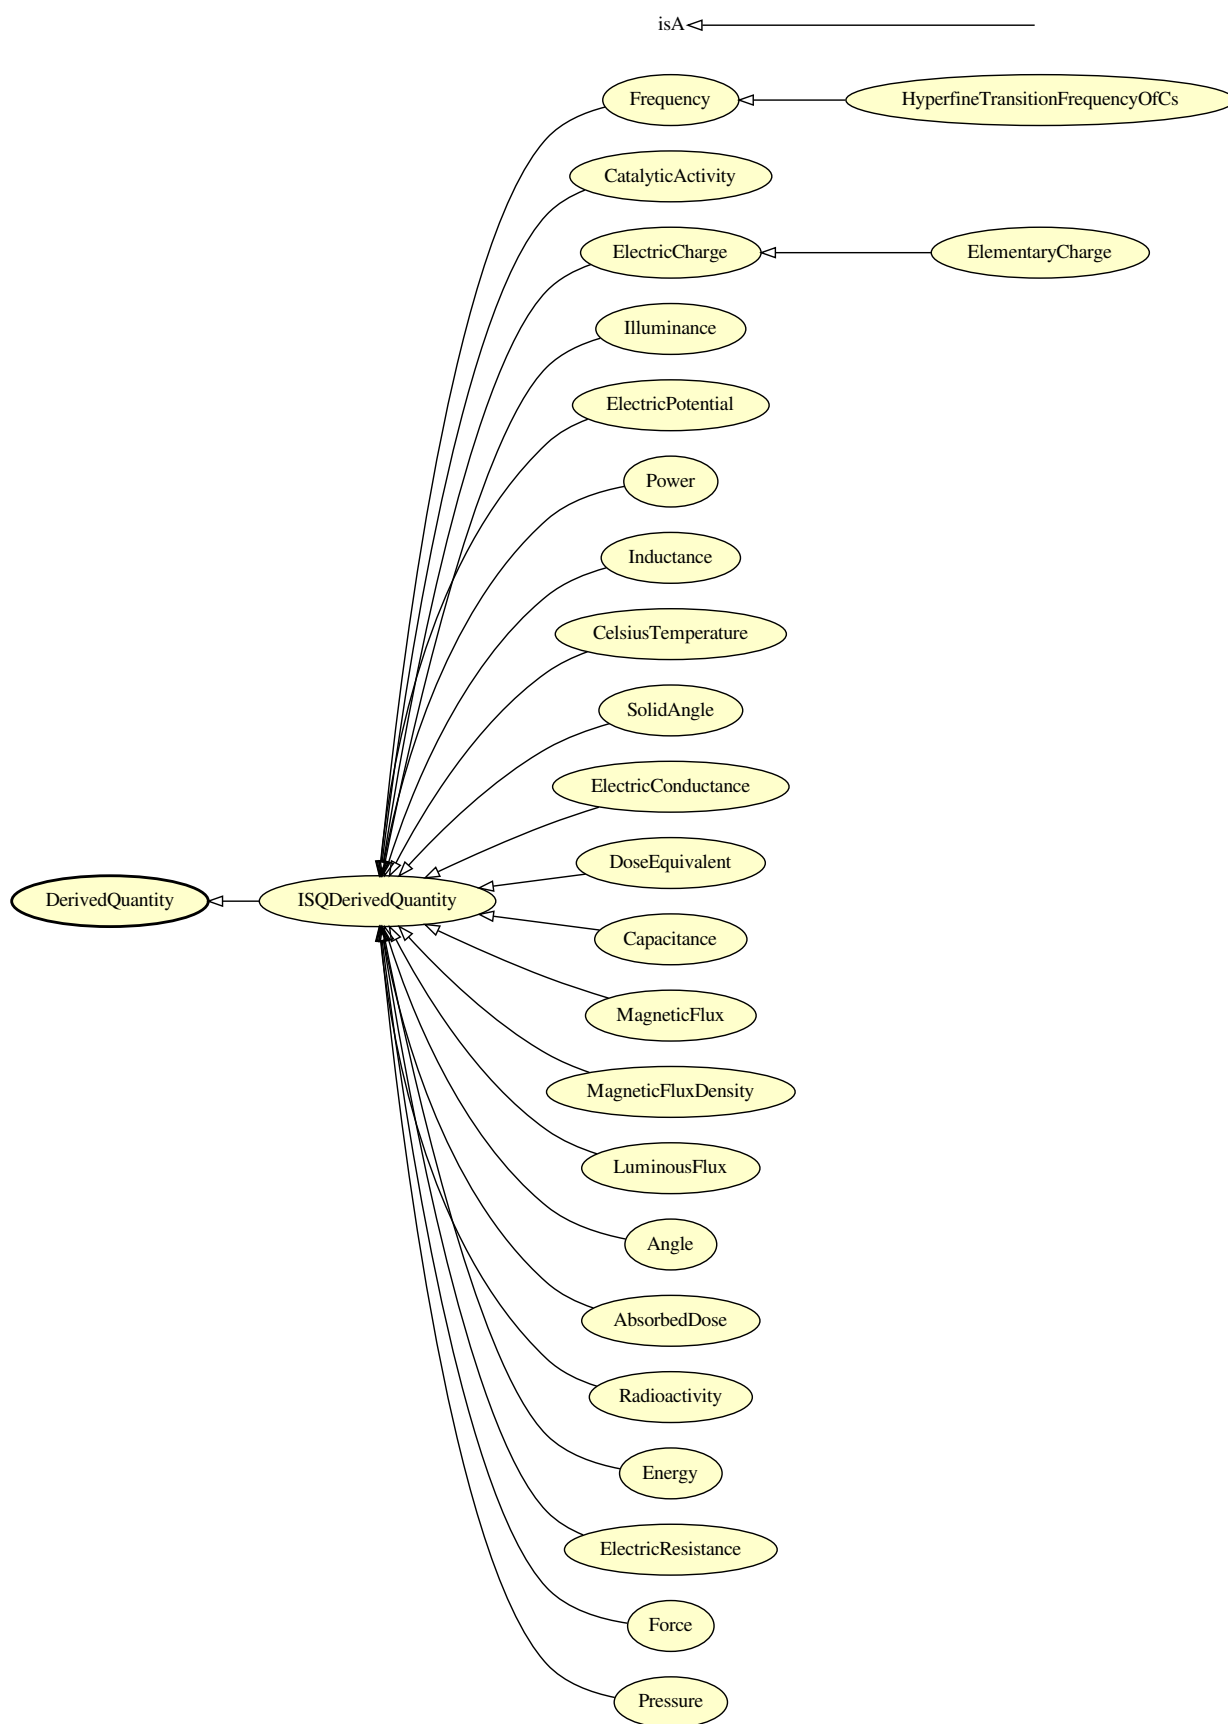 isA
Frequency
HyperfineTransitionFrequencyOfCs
CatalyticActivity
ElectricCharge
ElementaryCharge
Illuminance
ElectricPotential
Power
Inductance
CelsiusTemperature
SolidAngle
ElectricConductance
DoseEquivalent
DerivedQuantity
ISQDerivedQuantity
Capacitance
MagneticFlux
MagneticFluxDensity
LuminousFlux
Angle
AbsorbedDose
Radioactivity
Energy
ElectricResistance
Force
Pressure